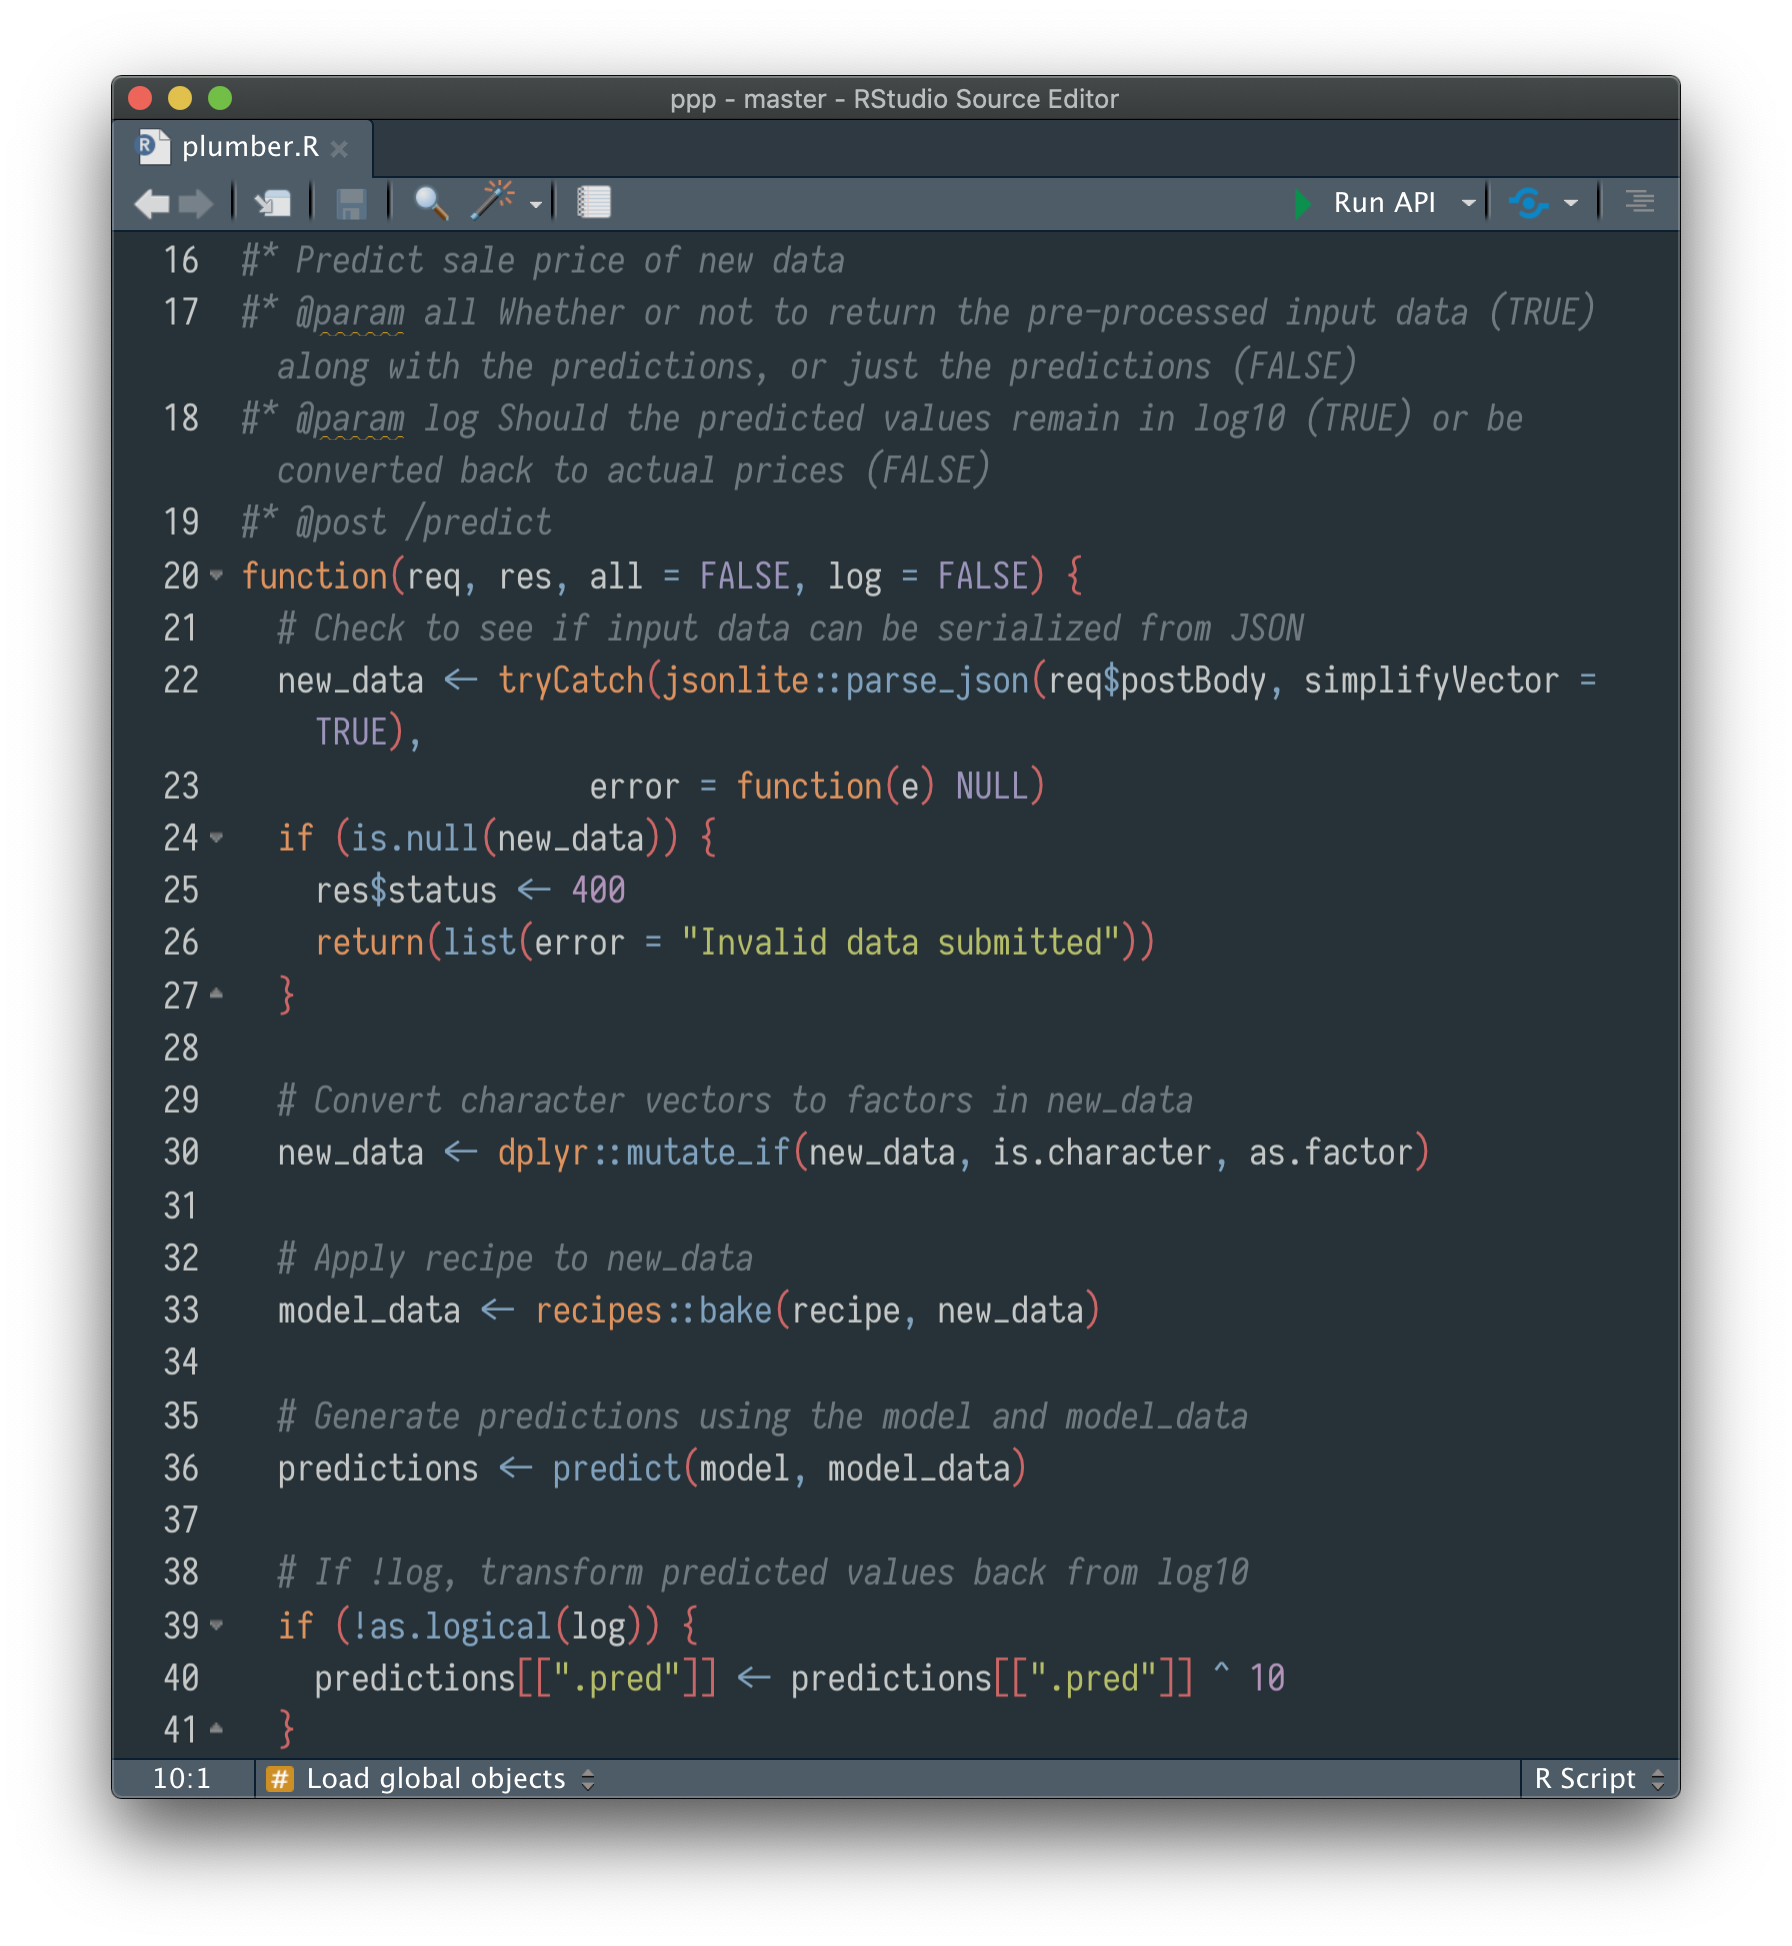 ppp - master - RStudio Source Editor
plumber.R
Run API
16 #* Predict sale price of new data
17 #* @param all Whether or not to return the pre-processed input data (TRUE)
along with the predictions, or just the predictions (FALSE)
18 #* @param log Should the predicted values remain in log10 (TRUE) or be
converted back to actual prices (FALSE)
19 #* @post /predict
20 function(req, res, all = FALSE, log = FALSE) {
21   # Check to see if input data can be serialized from JSON
22   new_data <- tryCatch(jsonlite::parse_json(req$postBody, simplifyVector =
TRUE),
23                    error = function(e) NULL)
24   if (is.null(new_data)) {
25     res$status <- 400
26     return(list(error = "Invalid data submitted"))
27   }
28
29   # Convert character vectors to factors in new_data
30   new_data <- dplyr::mutate_if(new_data, is.character, as.factor)
31
32   # Apply recipe to new_data
33   model_data <- recipes::bake(recipe, new_data)
34
35   # Generate predictions using the model and model_data
36   predictions <- predict(model, model_data)
37
38   # If !log, transform predicted values back from log10
39   if (!as.logical(log)) {
40     predictions[[".pred"]] <- predictions[[".pred"]] ^ 10
41   }
10:1 # Load global objects R Script